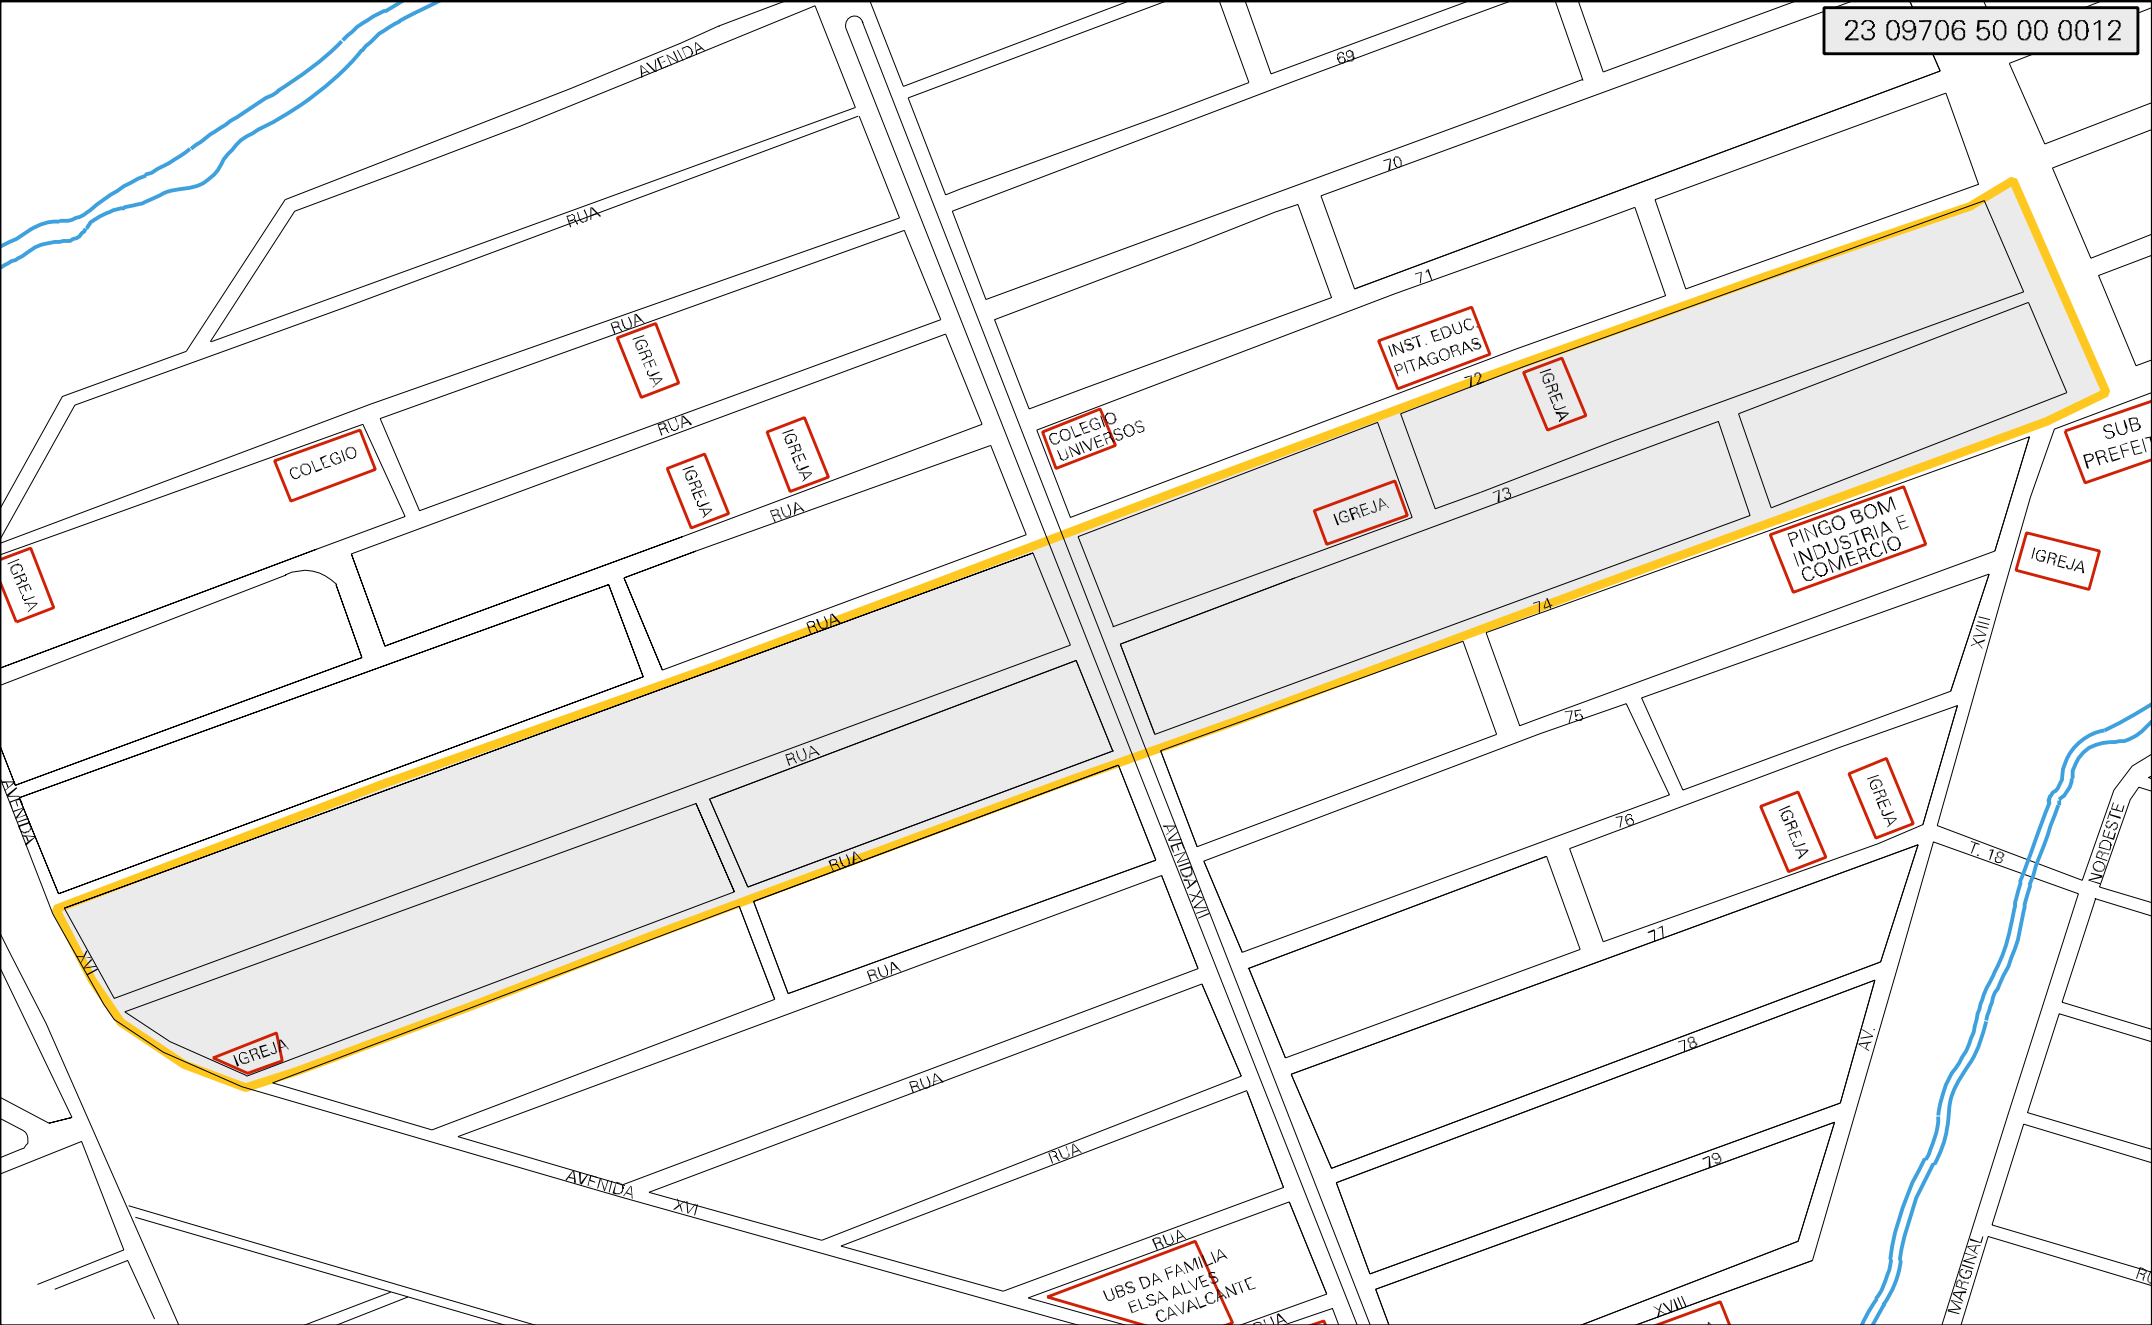 23 09706 50 00 0012
AVENIDA
69
70
RUA
71
RUA
IGREJA
INST. EDUC.
PITAGORAS
72
IGREJA
RUA
IGREJA
IGREJA
COLEGIO
UNIVERSOS
COLEGIO
SUB
RUA
IGREJA
73
PINGO BOM
INDUSTRIA E
COMERCIO
IGREJA
IGREJA
RUA
74
XVIII
RUA
75
AVENIDA
IGREJA
IGREJA
76
NORDESTE
RUA
AVENIDA XVII
T. 18
77
XVI
RUA
IGREJA
78
AV.
RUA
RUA
79
AVENIDA
XVI
RUA
UBS DA FAMILIA
ELSA ALVES
CAVALCANTE
MARGINAL
XVIII
RUA